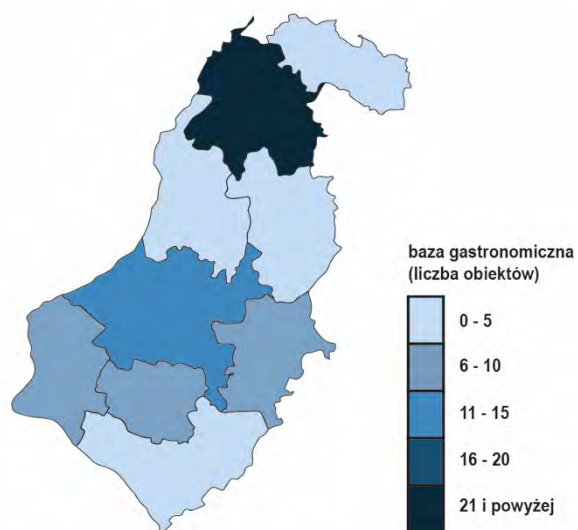 baza gastronomiczna
(liczba obiektów)
0 - 5
6 - 10
11 - 15
16 - 20
21 i powyżej